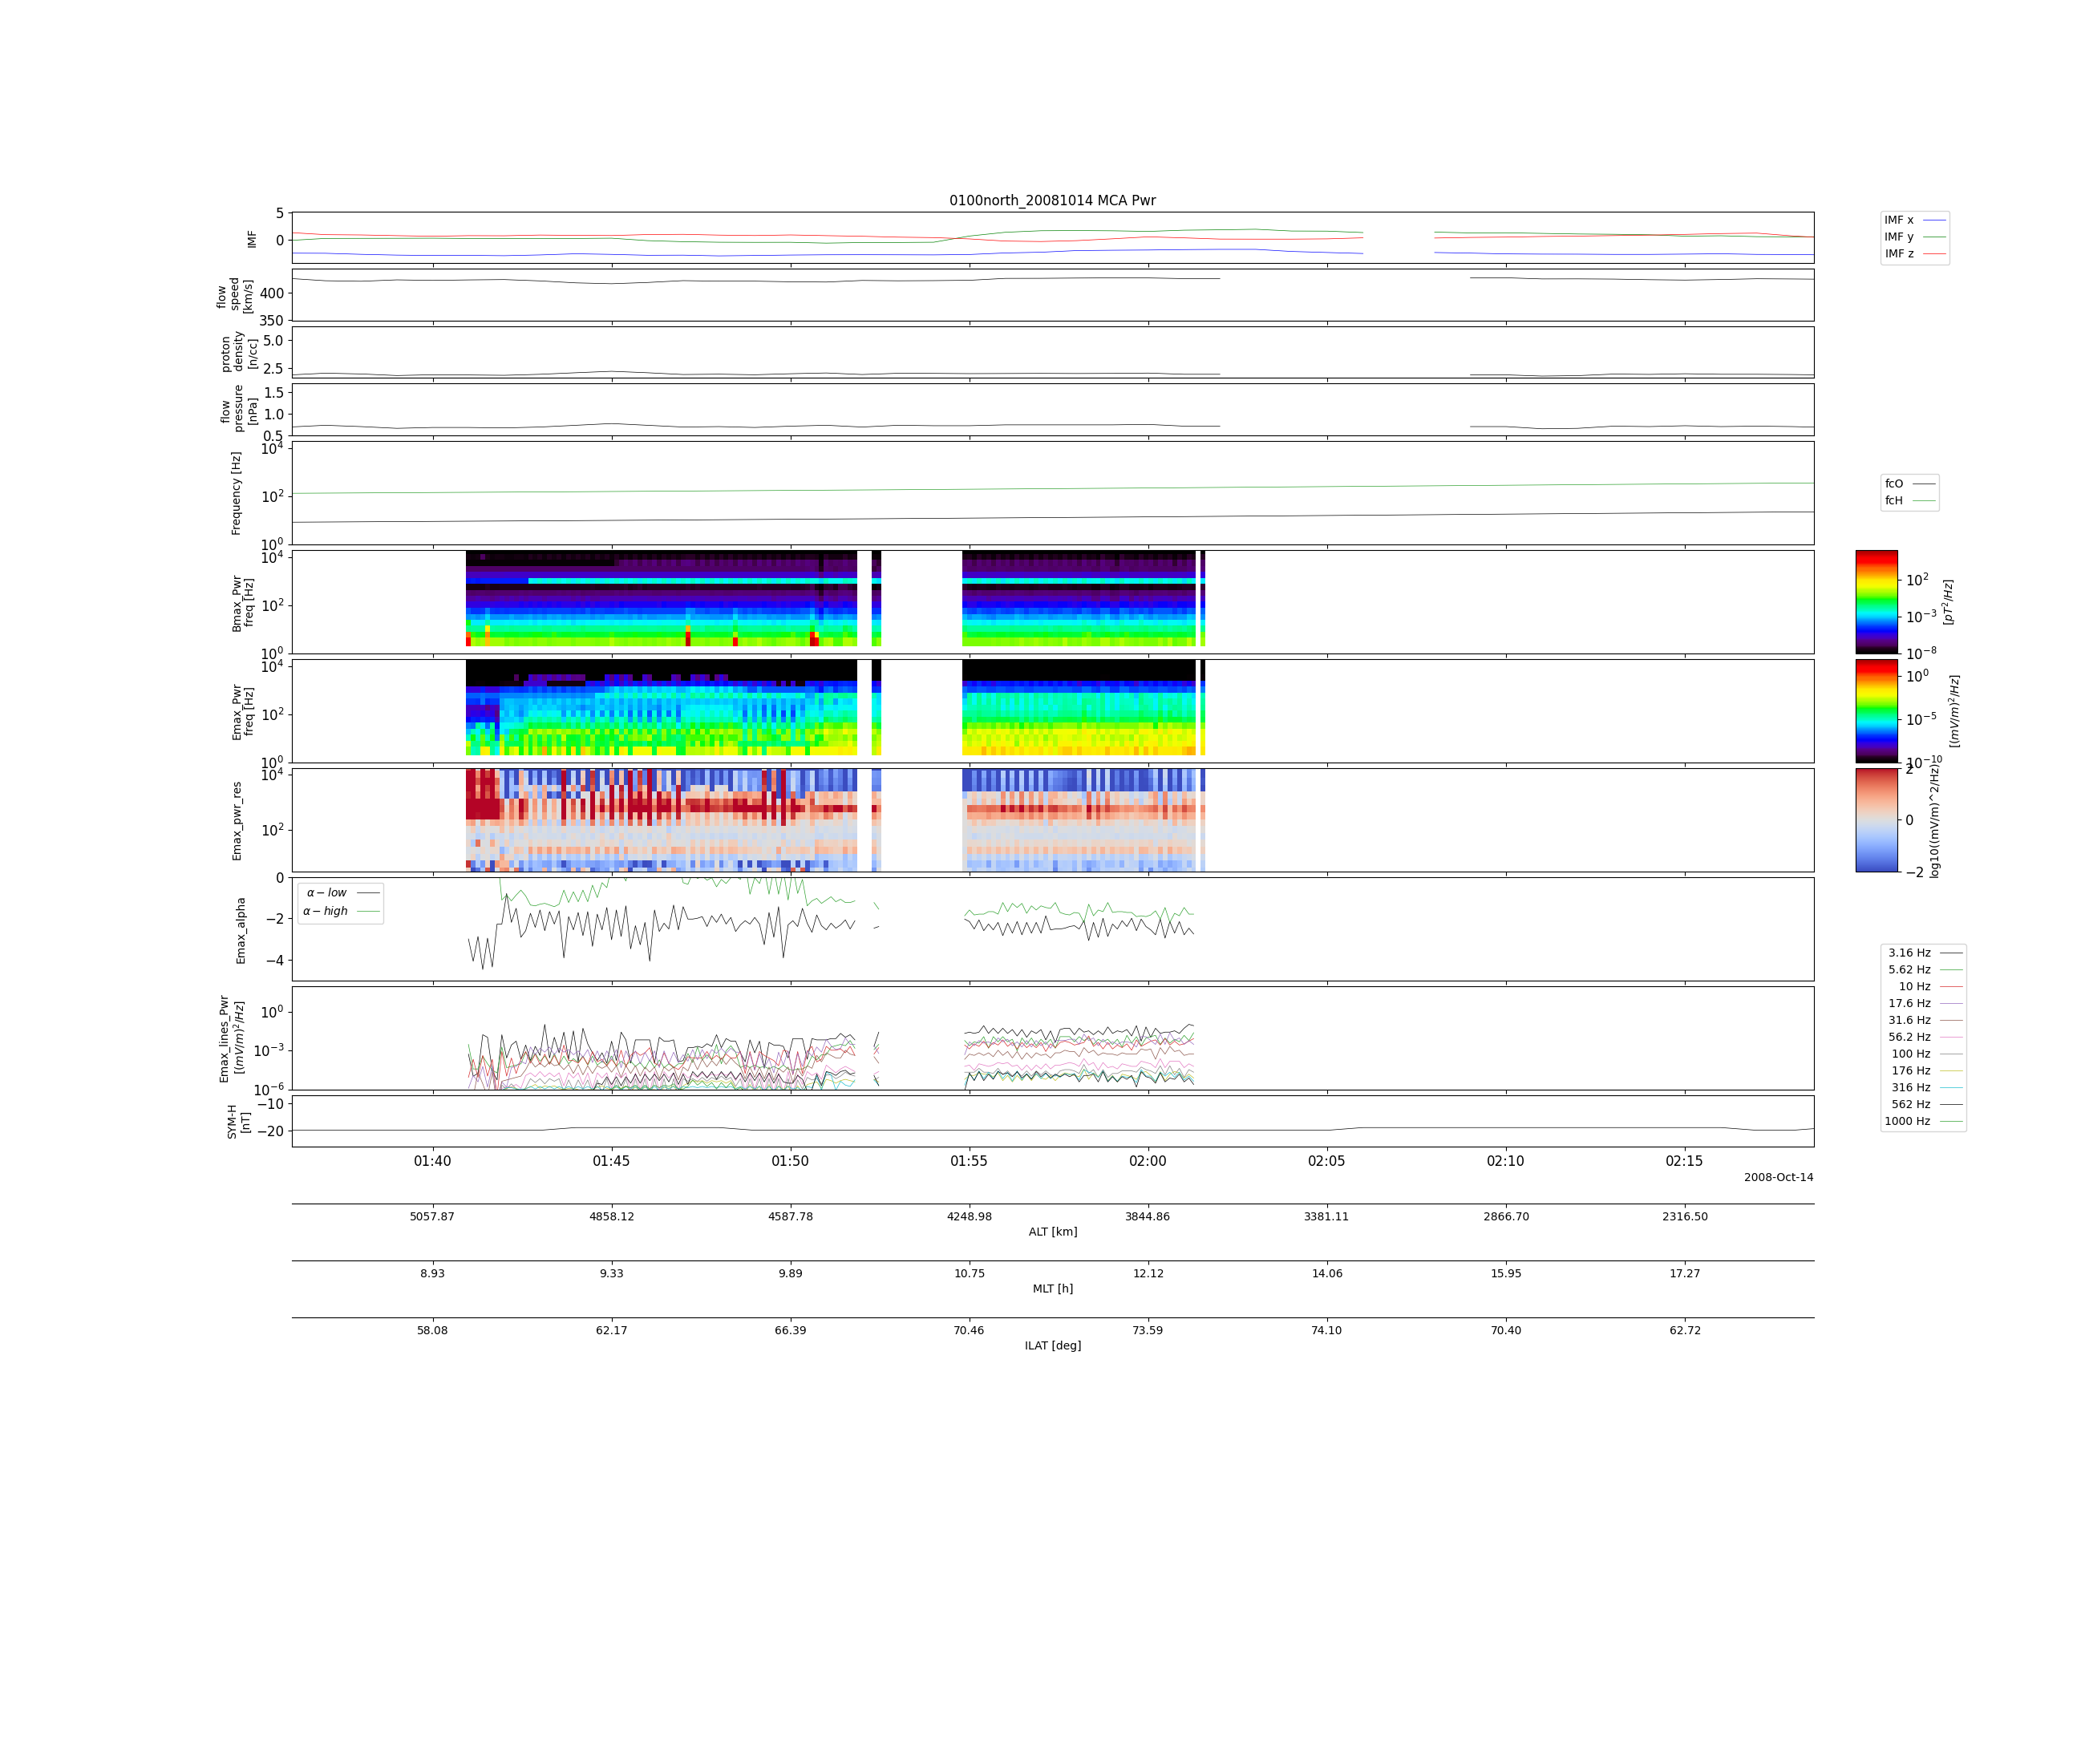 0100north_20081014 MCA Pwr
5
0
IMF
IMF x
IMF y
IMF z
400
350
flow
speed
[km/s]
5.0
2.5
proton
density
[n/cc]
1.5
1.0
0.5
flow
pressure
[nPa]
10^4
10^2
10^0
Frequency [Hz]
fcO
fcH
10^4
10^2
10^0
Bmax_Pwr
freq [Hz]
10^2
10^-3
10^-8
[pT^2/Hz]
10^4
10^2
10^0
Emax_Pwr
freq [Hz]
10^0
10^-5
10^-10
[(mV/m)^2/Hz]
10^4
10^2
Emax_pwr_res
2
0
−2
log10((mV/m)^2/Hz)
0
−2
−4
Emax_alpha
α − low
α − high
10^0
10^-3
10^-6
Emax_lines_Pwr
[(mV/m)^2/Hz]
3.16 Hz
5.62 Hz
10 Hz
17.6 Hz
31.6 Hz
56.2 Hz
100 Hz
176 Hz
316 Hz
562 Hz
1000 Hz
−10
−20
SYM-H
[nT]
01:40 01:45 01:50 01:55 02:00 02:05 02:10 02:15
2008-Oct-14
5057.87 4858.12 4587.78 4248.98 3844.86 3381.11 2866.70 2316.50
ALT [km]
8.93 9.33 9.89 10.75 12.12 14.06 15.95 17.27
MLT [h]
58.08 62.17 66.39 70.46 73.59 74.10 70.40 62.72
ILAT [deg]